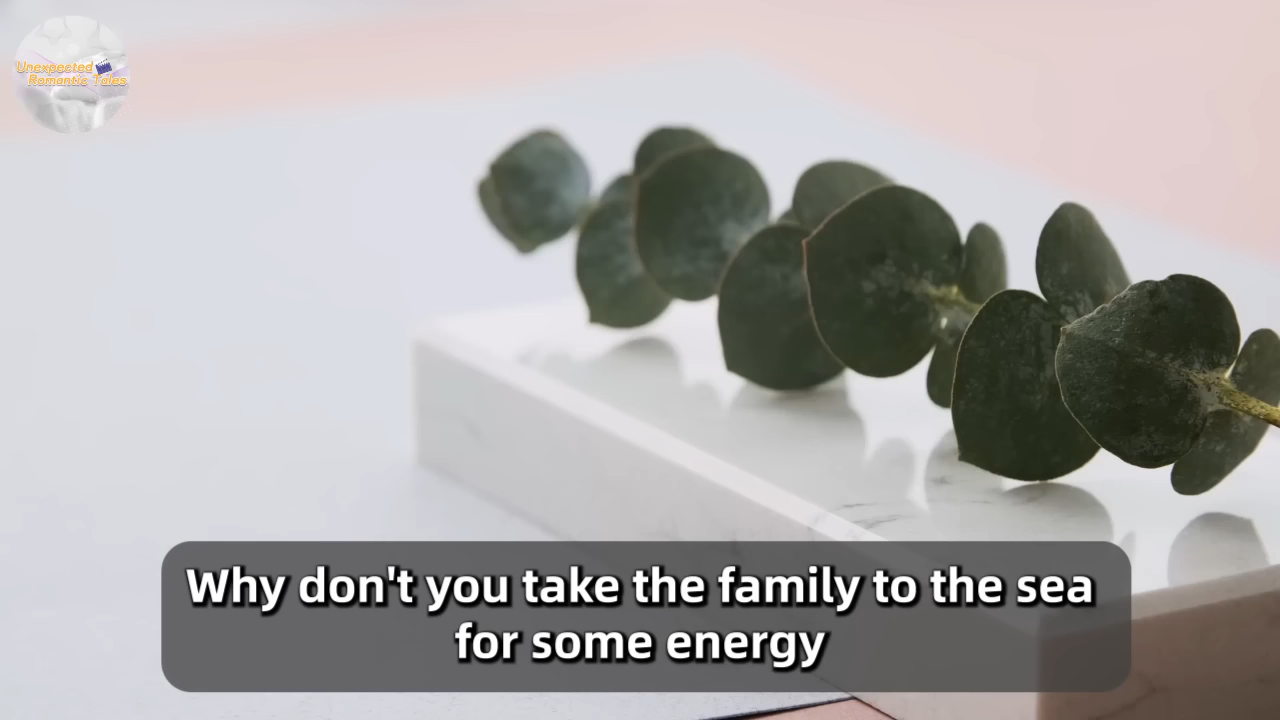 Unexpected
Romantic Tales
Why don't you take the family to the sea
for some energy